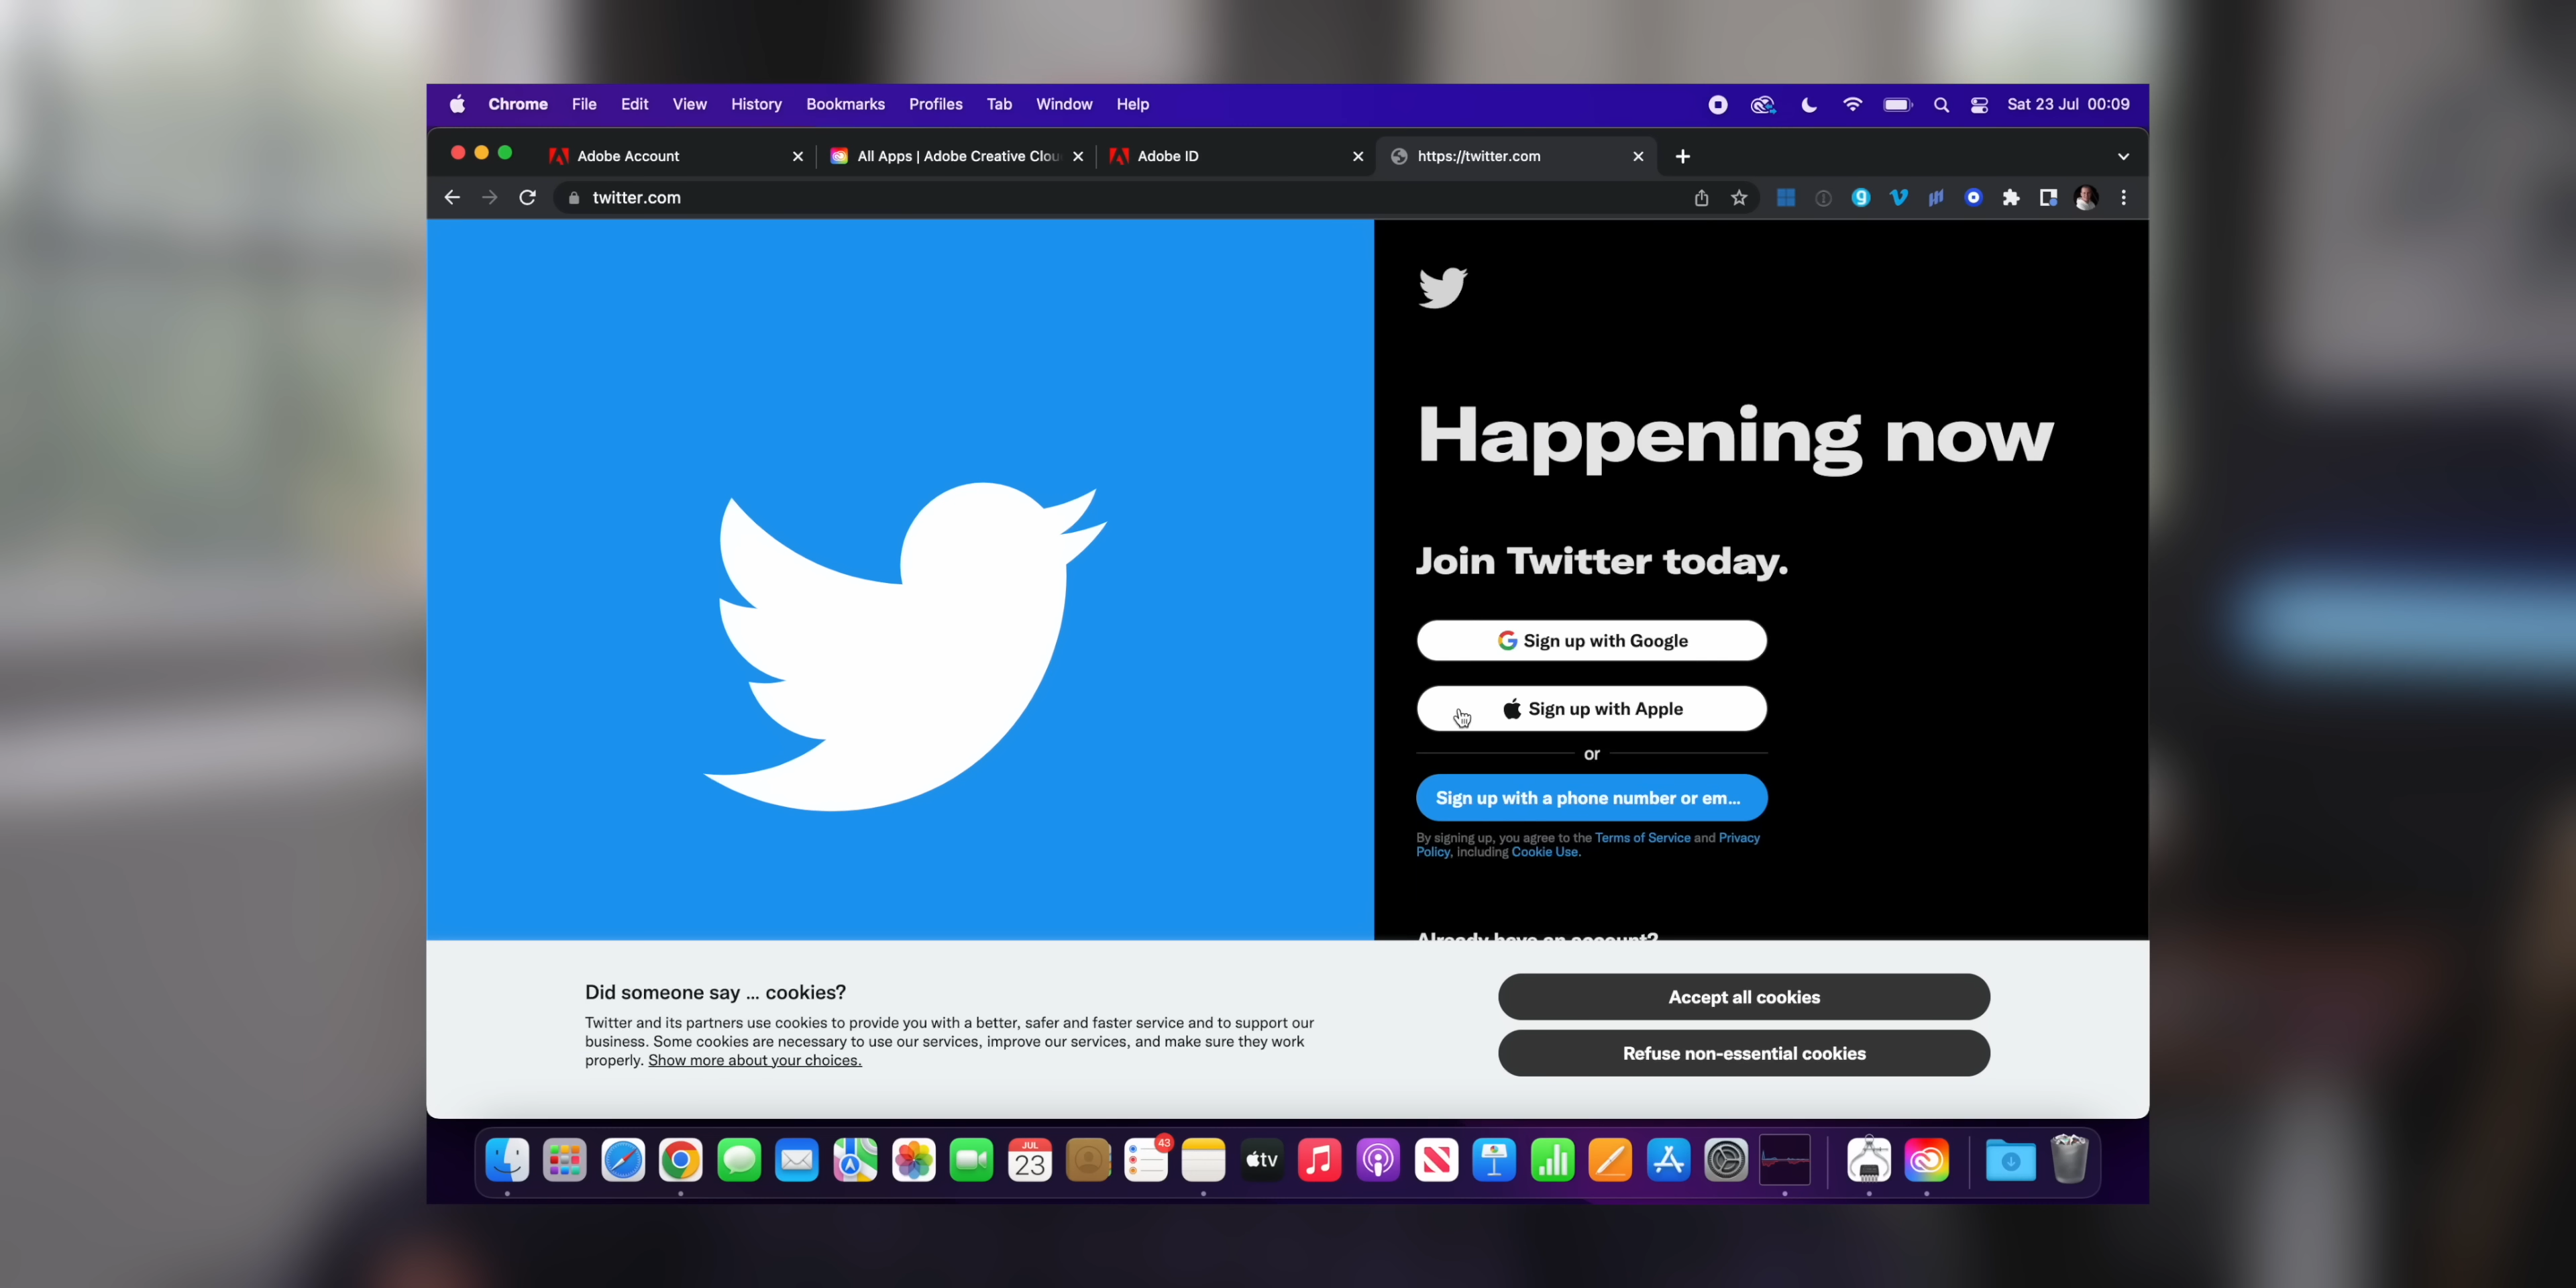 Chrome File Edit View History Bookmarks Profiles Tab Window Help Sat 23 Jul 00:09
Adobe Account All Apps | Adobe Creative Clou Adobe ID https://twitter.com
twitter.com
Happening now
Join Twitter today.
Sign up with Google
Sign up with Apple
or
Sign up with a phone number or em...
By signing up, you agree to the Terms of Service and Privacy
Policy, including Cookie Use.
Already have an account?
Did someone say ... cookies?
Twitter and its partners use cookies to provide you with a better, safer and faster service and to support our
business. Some cookies are necessary to use our services, improve our services, and make sure they work
properly. Show more about your choices.
Accept all cookies
Refuse non-essential cookies
JUL
23
43
tv